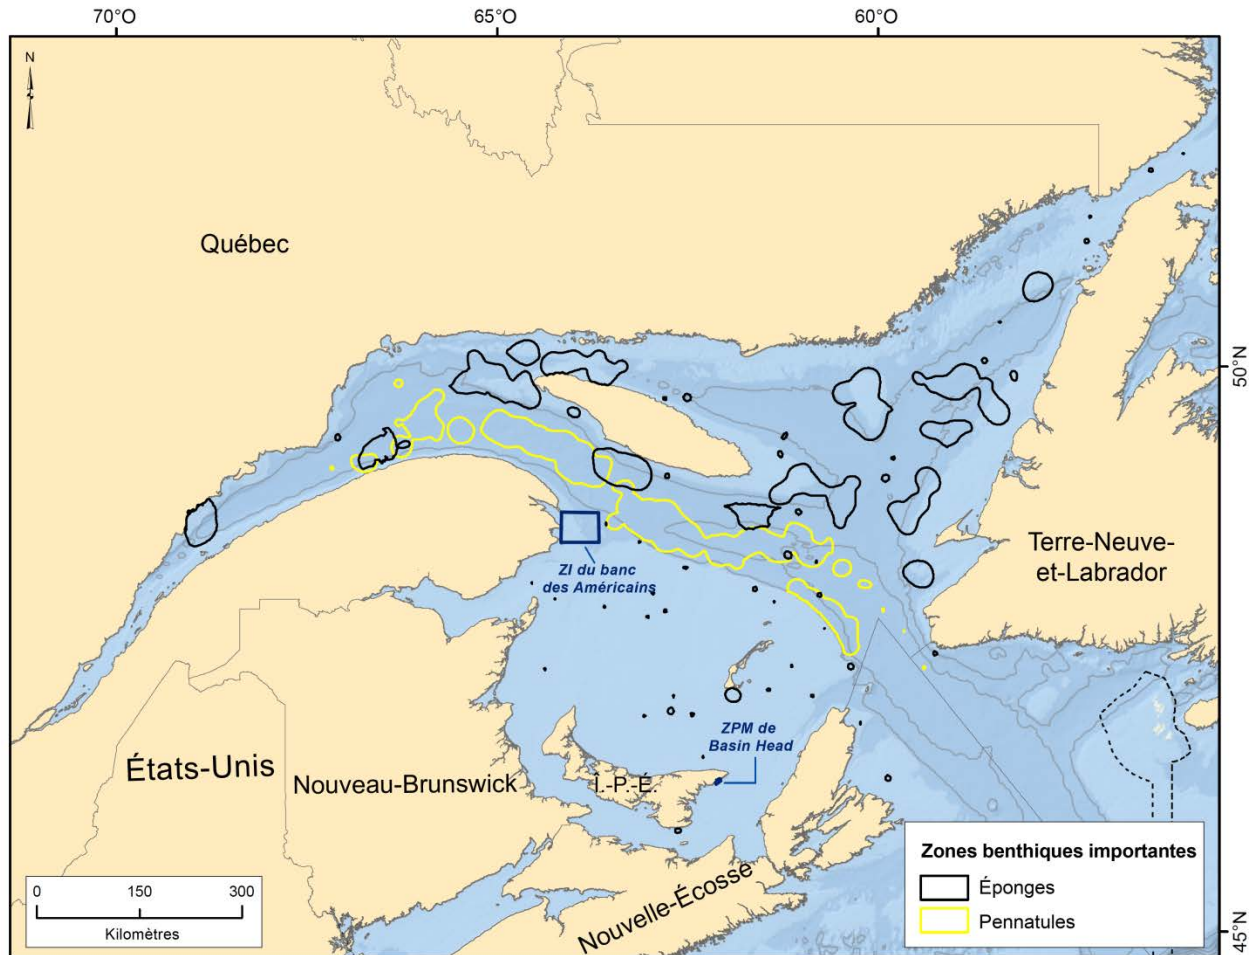 70°O
65°O
60°O
N
Québec
50°N
Terre-Neuve-
et-Labrador
ZI du banc
des Américains
ZPM de
Basin Head
États-Unis
Nouveau-Brunswick
Î.-P.-É.
Nouvelle-Écosse
0
150
300
Kilomètres
Zones benthiques importantes
Éponges
Pennatules
45°N